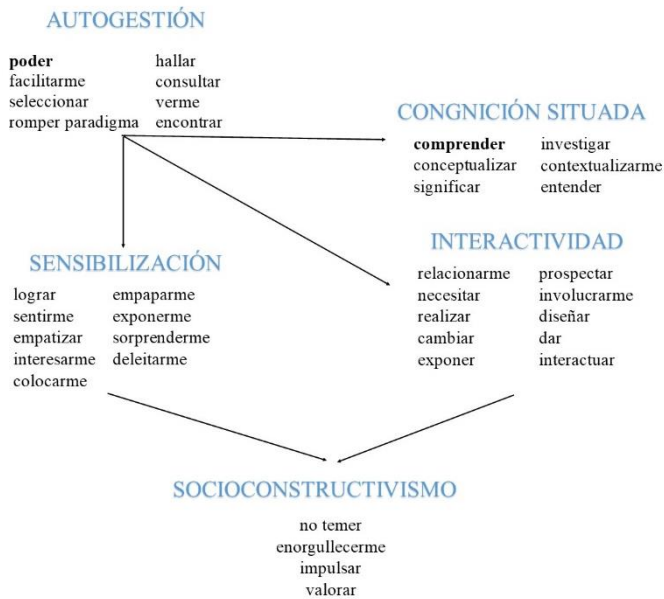 AUTOGESTIÓN
poder hallar
facilitarme consultar
seleccionar verme
romper paradigma encontrar
CONGNICIÓN SITUADA
comprender investigar
conceptualizar contextualizarme
significar entender
SENSIBILIZACIÓN
lograr empaparme
sentirme exponerme
empatizar sorprenderme
interesarme deleitarme
colocarme
INTERACTIVIDAD
relacionarme prospectar
necesitar involucrarme
realizar diseñar
cambiar dar
exponer interactuar
SOCIOCONSTRUCTIVISMO
no temer
enorgullecerme
impulsar
valorar